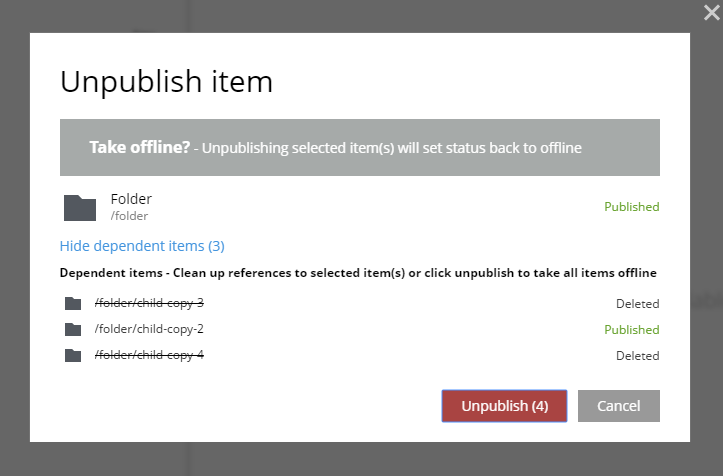 Unpublish item
Take offline? - Unpublishing selected item(s) will set status back to offline
Folder
/folder
Published
Hide dependent items (3)
Dependent items - Clean up references to selected item(s) or click unpublish to take all items offline
/folder/child-copy-3 Deleted
/folder/child-copy-2 Published
/folder/child-copy-4 Deleted
Unpublish (4) Cancel